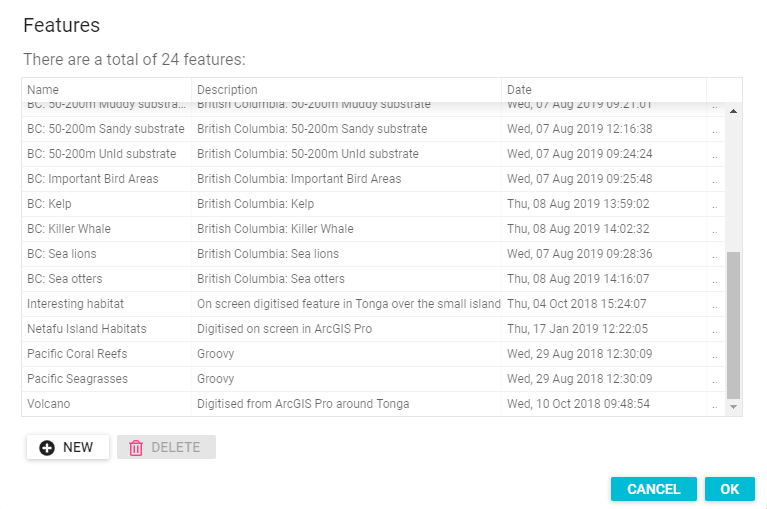 Features
There are a total of 24 features:
Name Description Date
BC: 50-200m Muddy substra... British Columbia: 50-200m Muddy substrate Wed, 07 Aug 2019 09:21:01 ..
BC: 50-200m Sandy substrate British Columbia: 50-200m Sandy substrate Wed, 07 Aug 2019 12:16:38 ..
BC: 50-200m UnId substrate British Columbia: 50-200m UnId substrate Wed, 07 Aug 2019 09:24:24 ..
BC: Important Bird Areas British Columbia: Important Bird Areas Wed, 07 Aug 2019 09:25:48 ..
BC: Kelp British Columbia: Kelp Thu, 08 Aug 2019 13:59:02 ..
BC: Killer Whale British Columbia: Killer Whale Thu, 08 Aug 2019 14:02:32 ..
BC: Sea lions British Columbia: Sea lions Wed, 07 Aug 2019 09:28:36 ..
BC: Sea otters British Columbia: Sea otters Thu, 08 Aug 2019 14:16:07 ..
Interesting habitat On screen digitised feature in Tonga over the small island Thu, 04 Oct 2018 15:24:07 ..
Netafu Island Habitats Digitised on screen in ArcGIS Pro Thu, 17 Jan 2019 12:22:05 ..
Pacific Coral Reefs Groovy Wed, 29 Aug 2018 12:30:09 ..
Pacific Seagrasses Groovy Wed, 29 Aug 2018 12:30:09 ..
Volcano Digitised from ArcGIS Pro around Tonga Wed, 10 Oct 2018 09:48:54 ..
NEW DELETE
CANCEL OK